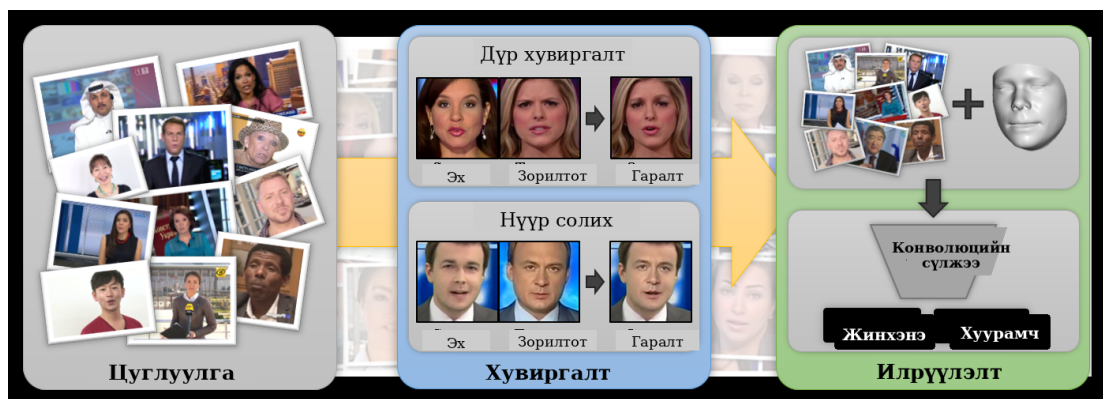 Дүр хувиргалт
Эх
Зорилтот
Гаралт
Нүүр солих
Эх
Зорилтот
Гаралт
Конволюцийн
сүлжээ
Жинхэнэ
Хуурамч
Цуглуулга
Хувиргалт
Илрүүлэлт